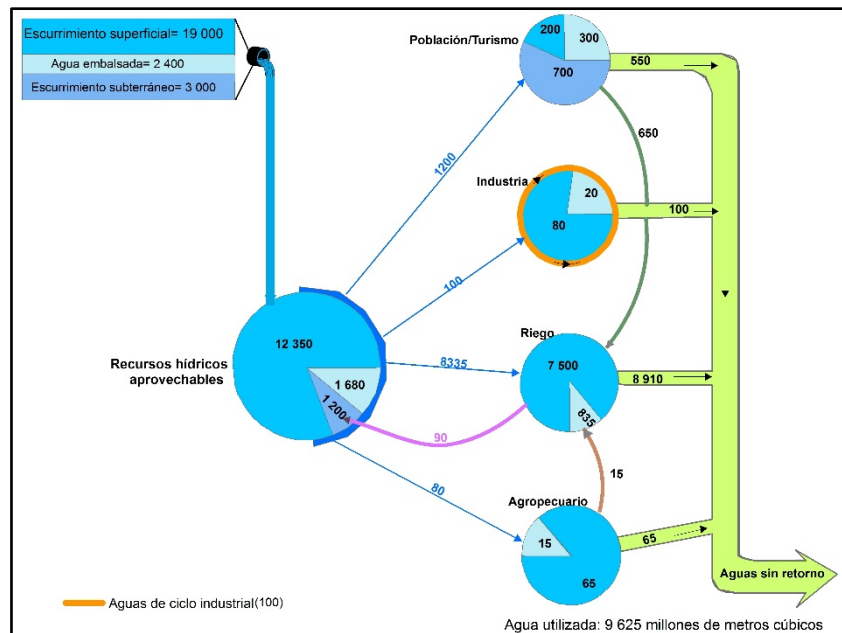 Escurrimiento superficial= 19 000
Agua embalsada= 2 400
Escurrimiento subterráneo= 3 000
Población/Turismo
200
300
700
550
1200
650
Industria
20
80
100
100
12 350
Recursos hídricos
aprovechables
1 680
1 200
8335
Riego
7 500
835
8 910
90
15
80
Agropecuario
15
65
65
Aguas sin retorno
Aguas de ciclo industrial(100)
Agua utilizada: 9 625 millones de metros cúbicos